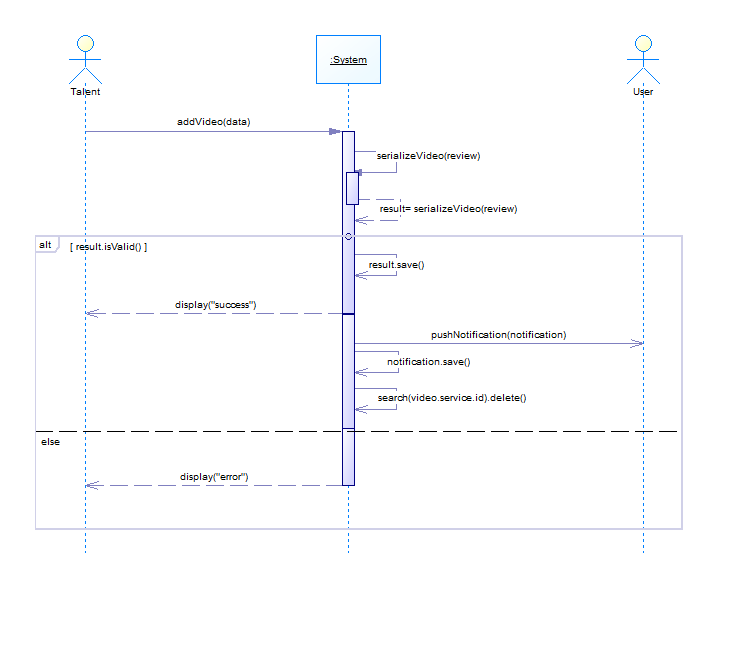 Talent
:System
User
addVideo(data)
serializeVideo(review)
result= serializeVideo(review)
alt
[ result.isValid() ]
result.save()
display("success")
pushNotification(notification)
notification.save()
search(video.service.id).delete()
else
display("error")